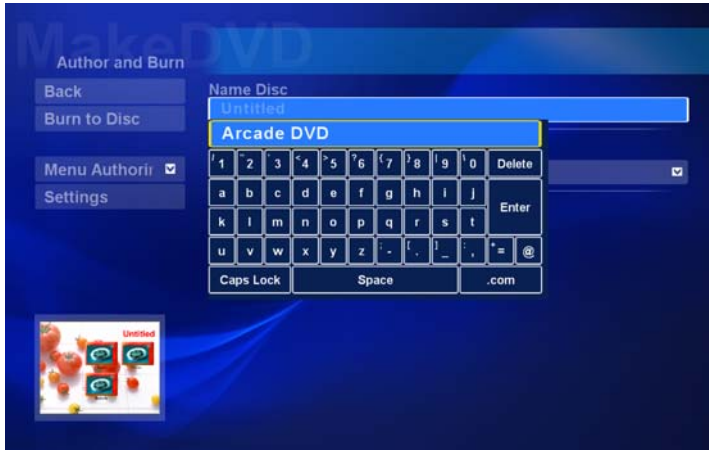 MakeDVD
Author and Burn
Back
Name Disc
Untitled
Burn to Disc
Arcade DVD
/ 1 " 2 ' 3 < 4 > 5 ? 6 { 7 } 8 | 9 \ 0 Delete
Menu Authorin
a b c d e f g h i j Enter
Settings
k l m n o p q r s t
u v w x y z ; - [ . ] _ : , * = @
Caps Lock Space .com
Untitled